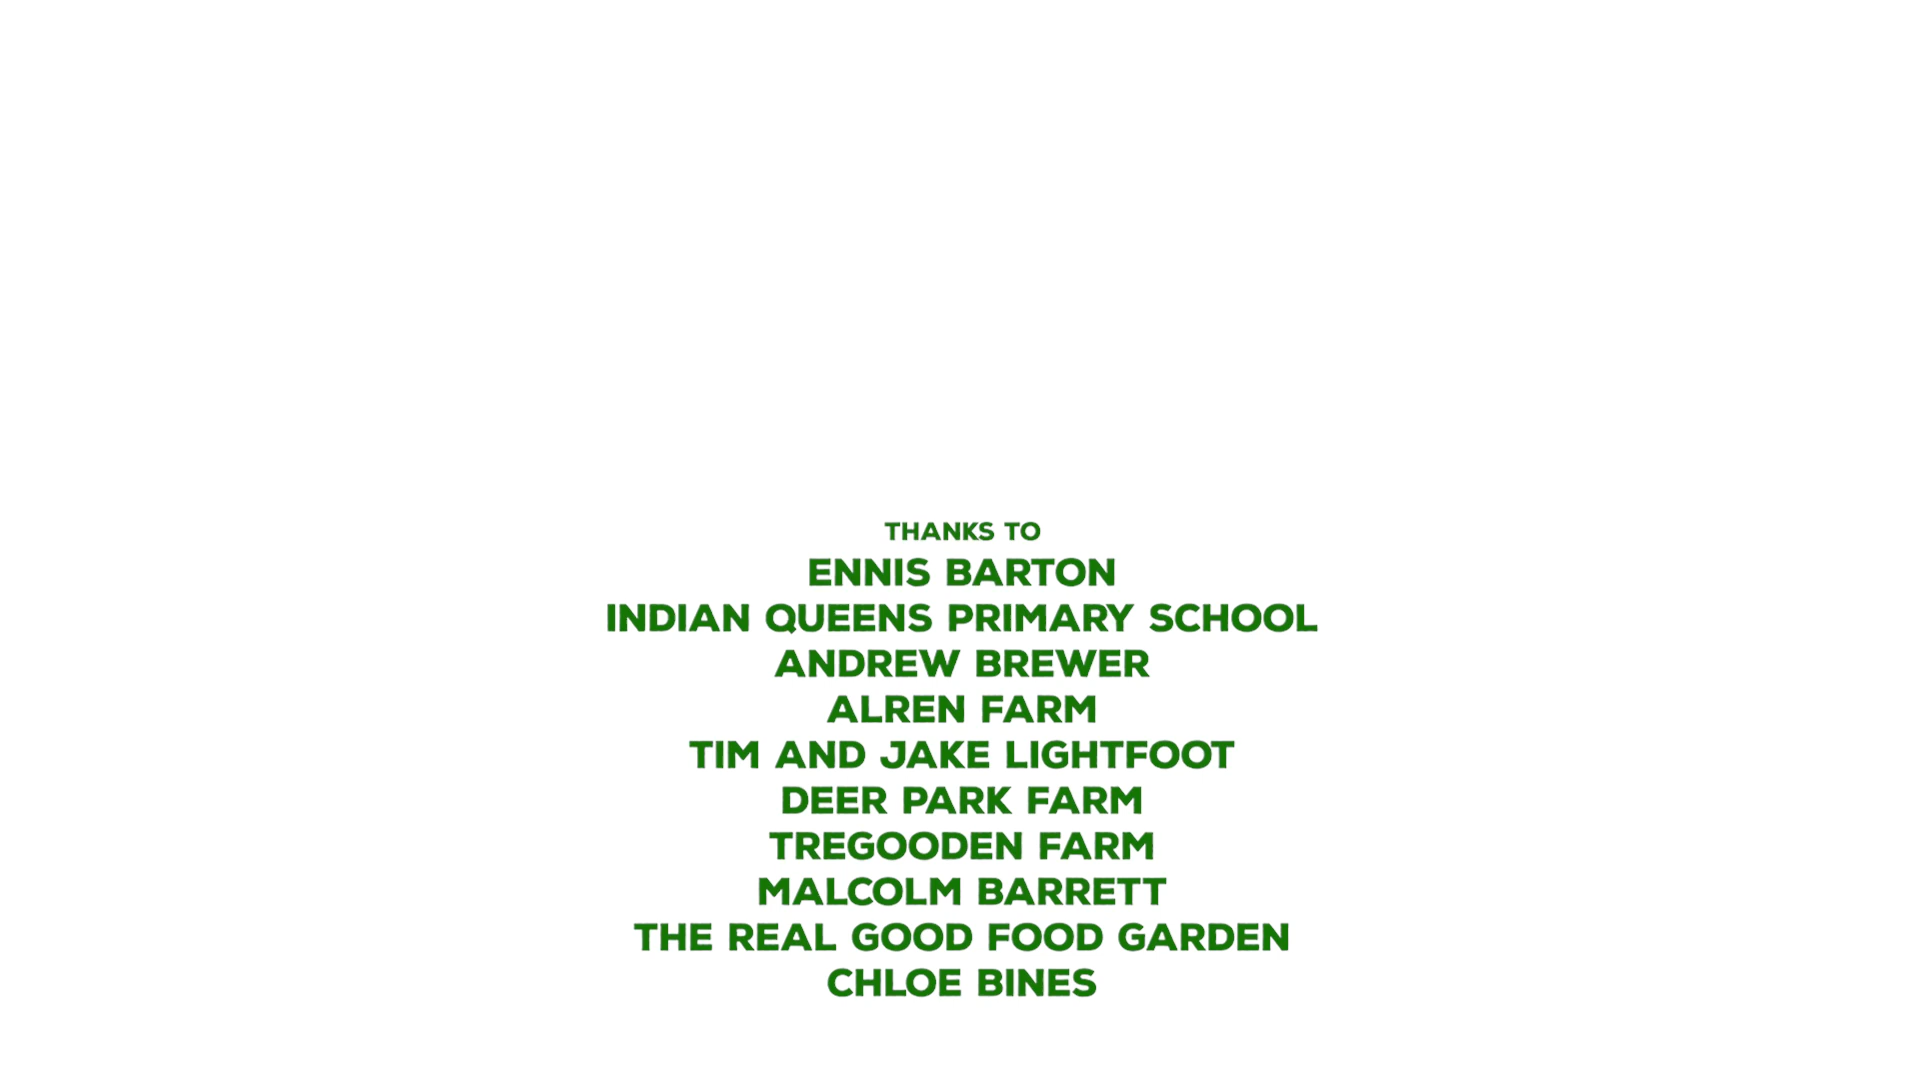 THANKS TO
ENNIS BARTON
INDIAN QUEENS PRIMARY SCHOOL
ANDREW BREWER
ALREN FARM
TIM AND JAKE LIGHTFOOT
DEER PARK FARM
TREGOODEN FARM
MALCOLM BARRETT
THE REAL GOOD FOOD GARDEN
CHLOE BINES